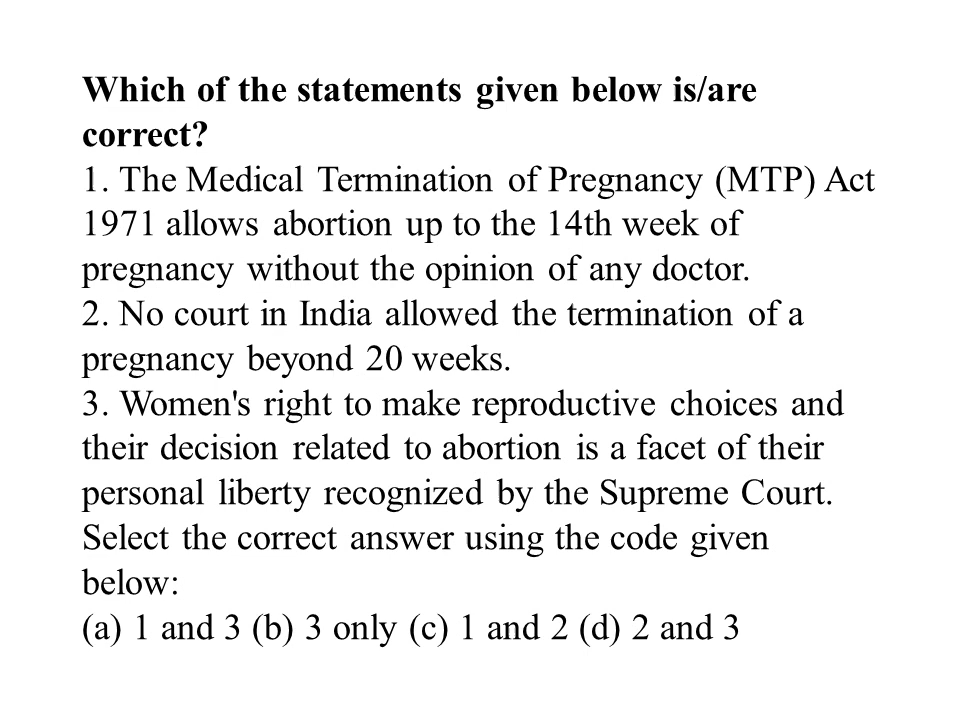 Which of the statements given below is/are
correct?
1. The Medical Termination of Pregnancy (MTP) Act
1971 allows abortion up to the 14th week of
pregnancy without the opinion of any doctor.
2. No court in India allowed the termination of a
pregnancy beyond 20 weeks.
3. Women's right to make reproductive choices and
their decision related to abortion is a facet of their
personal liberty recognized by the Supreme Court.
Select the correct answer using the code given
below:
(a) 1 and 3 (b) 3 only (c) 1 and 2 (d) 2 and 3